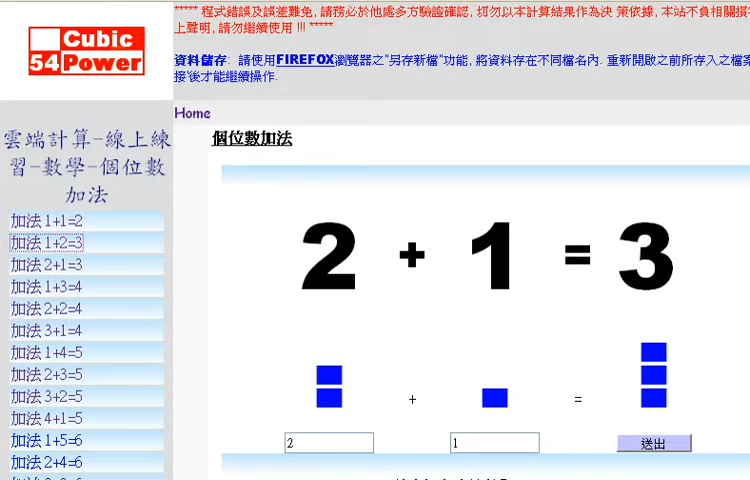 Cubic
54Power
***** 程式錯誤及誤差難免, 請務必於他處多方驗證確認, 切勿以本計算結果作為決 策依據, 本站不負相關損
上聲明, 請勿繼續使用 !!! *****
資料儲存: 請使用FIREFOX瀏覽器之"另存新檔"功能, 將資料存在不同檔名內. 重新開啟之前所存入之檔案
接'後才能繼續操作.
Home
雲端計算-線上練
習-數學-個位數
加法
個位數加法
加法 1+1=2
加法 1+2=3
加法 2+1=3
加法 1+3=4
加法 2+2=4
加法 3+1=4
加法 1+4=5
加法 2+3=5
加法 3+2=5
加法 4+1=5
加法 1+5=6
加法 2+4=6
2 + 1 = 3
+ =
2 1 送出